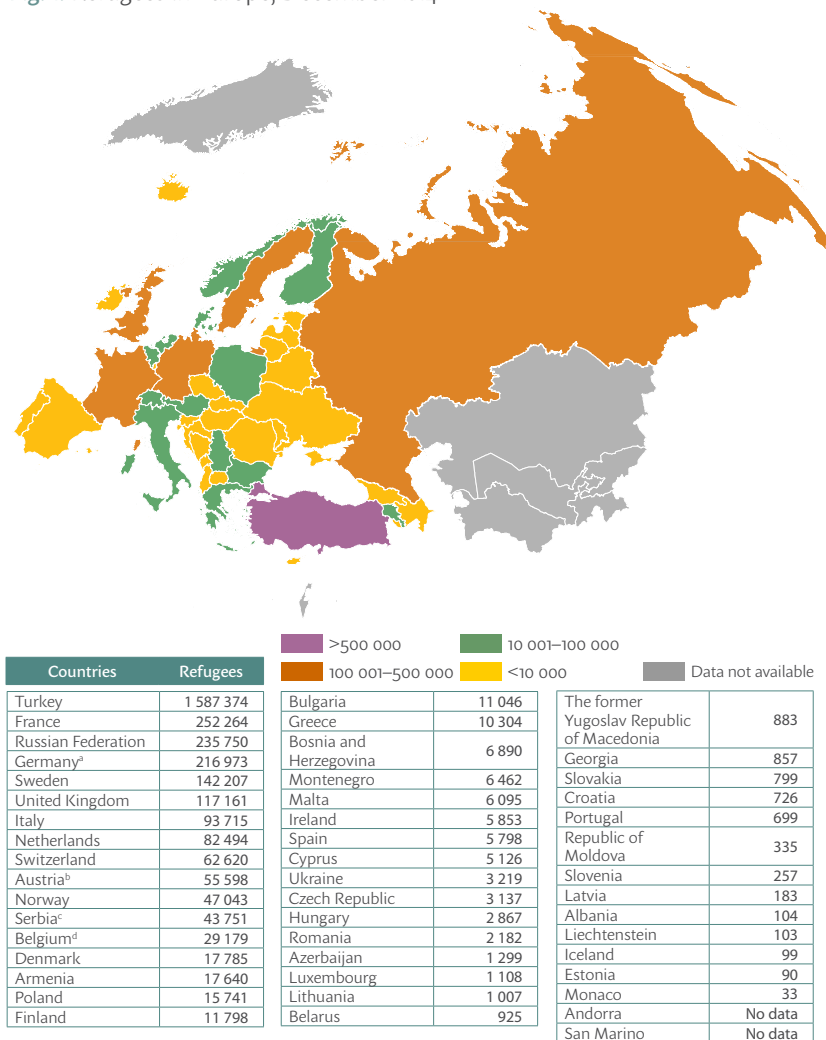 >500 000
10 001–100 000
100 001–500 000
<10 000
Data not available
Countries Refugees
Turkey 1 587 374
France 252 264
Russian Federation 235 750
Germanyᵃ 216 973
Sweden 142 207
United Kingdom 117 161
Italy 93 715
Netherlands 82 494
Switzerland 62 620
Austriaᵇ 55 598
Norway 47 043
Serbiaᶜ 43 751
Belgiumᵈ 29 179
Denmark 17 785
Armenia 17 640
Poland 15 741
Finland 11 798
Bulgaria 11 046
Greece 10 304
Bosnia and
Herzegovina 6 890
Montenegro 6 462
Malta 6 095
Ireland 5 853
Spain 5 798
Cyprus 5 126
Ukraine 3 219
Czech Republic 3 137
Hungary 2 867
Romania 2 182
Azerbaijan 1 299
Luxembourg 1 108
Lithuania 1 007
Belarus 925
The former
Yugoslav Republic 883
of Macedonia
Georgia 857
Slovakia 799
Croatia 726
Portugal 699
Republic of
Moldova 335
Slovenia 257
Latvia 183
Albania 104
Liechtenstein 103
Iceland 99
Estonia 90
Monaco 33
Andorra No data
San Marino No data